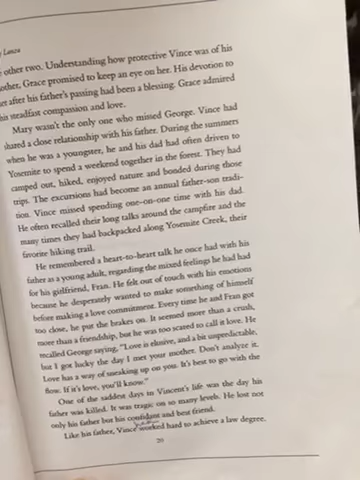 Lanza
other two. Understanding how protective Vince was of his
mother, Grace promised to keep an eye on her. His devotion to
her after his father's passing had been a blessing. Grace admired
his steadfast compassion and love.
Mary wasn't the only one who missed George. Vince had
shared a close relationship with his father. During the summers
when he was a youngster, he and his dad had often driven to
Yosemite to spend a weekend together in the forest. They had
camped out, hiked, enjoyed nature and bonded during those
trips. The excursions had become an annual father-son tradi-
tion. Vince missed spending one-on-one time with his dad.
He often recalled their long talks around the campfire and the
many times they had backpacked along Yosemite Creek, their
favorite hiking trail.
He remembered a heart-to-heart talk he once had with his
father as a young adult, regarding the mixed feelings he had had
for his girlfriend, Fran. He felt out of touch with his emotions
because he desperately wanted to make something of himself
before making a love commitment. Every time he and Fran got
too close, he put the brakes on. It seemed more than a crush,
more than a friendship, but he was too scared to call it love. He
recalled George saying, "Love is elusive, and a bit unpredictable,
but I got lucky the day I met your mother. Don't analyze it.
Love has a way of sneaking up on you. It's best to go with the
flow. If it's love, you'll know."
One of the saddest days in Vincent's life was the day his
father was killed. It was tragic on so many levels. He lost not
only his father but his confidant and best friend.
Like his father, Vince worked hard to achieve a law degree.
20